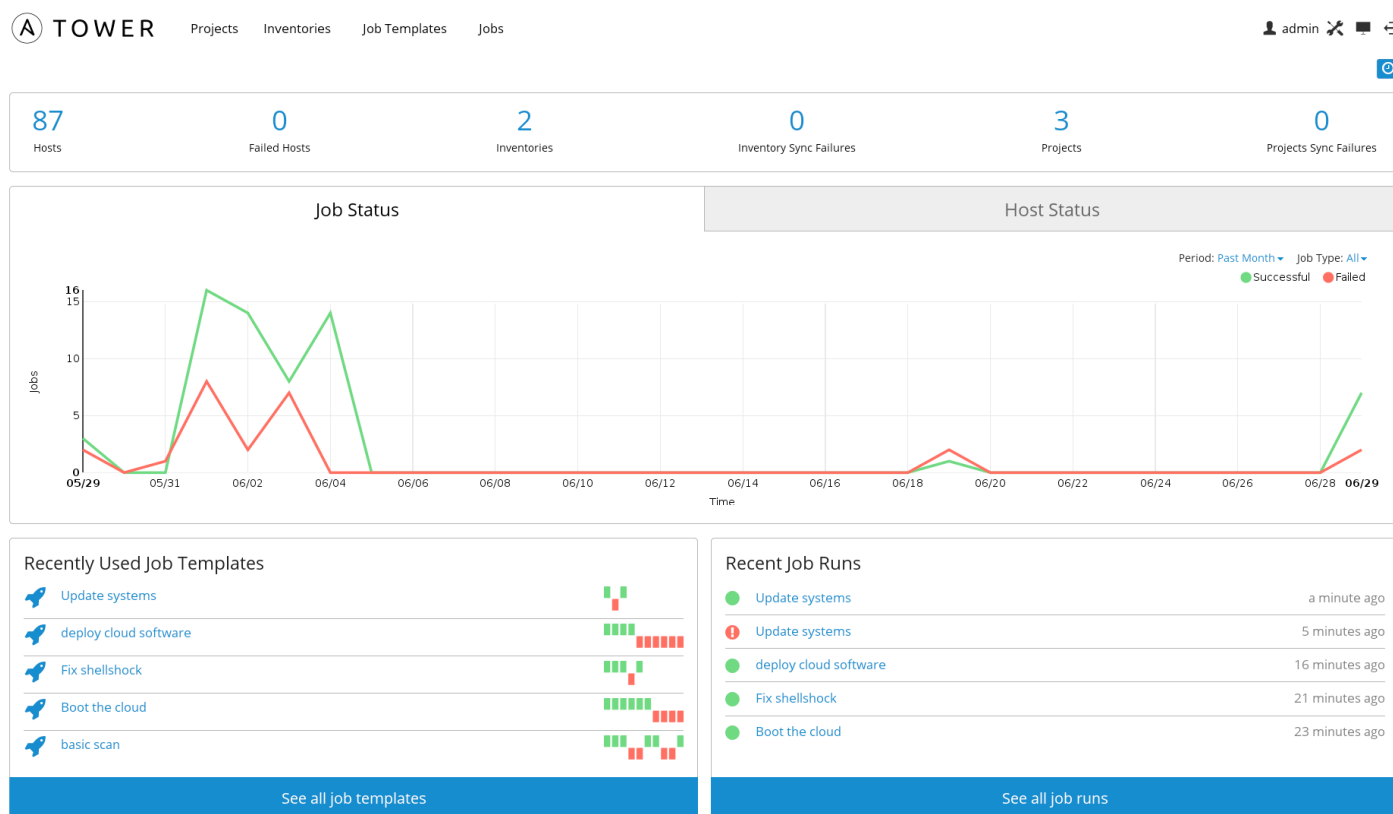 A TOWER Projects Inventories Job Templates Jobs admin
87 0 2 0 3 0
Hosts Failed Hosts Inventories Inventory Sync Failures Projects Projects Sync Failures
Job Status Host Status
Period: Past Month Job Type: All
Successful Failed
16
15
10
Jobs
5
0
05/29 05/31 06/02 06/04 06/06 06/08 06/10 06/12 06/14 06/16 06/18 06/20 06/22 06/24 06/26 06/28 06/29
Time
Recently Used Job Templates
Update systems
deploy cloud software
Fix shellshock
Boot the cloud
basic scan
See all job templates
Recent Job Runs
Update systems a minute ago
Update systems 5 minutes ago
deploy cloud software 16 minutes ago
Fix shellshock 21 minutes ago
Boot the cloud 23 minutes ago
See all job runs